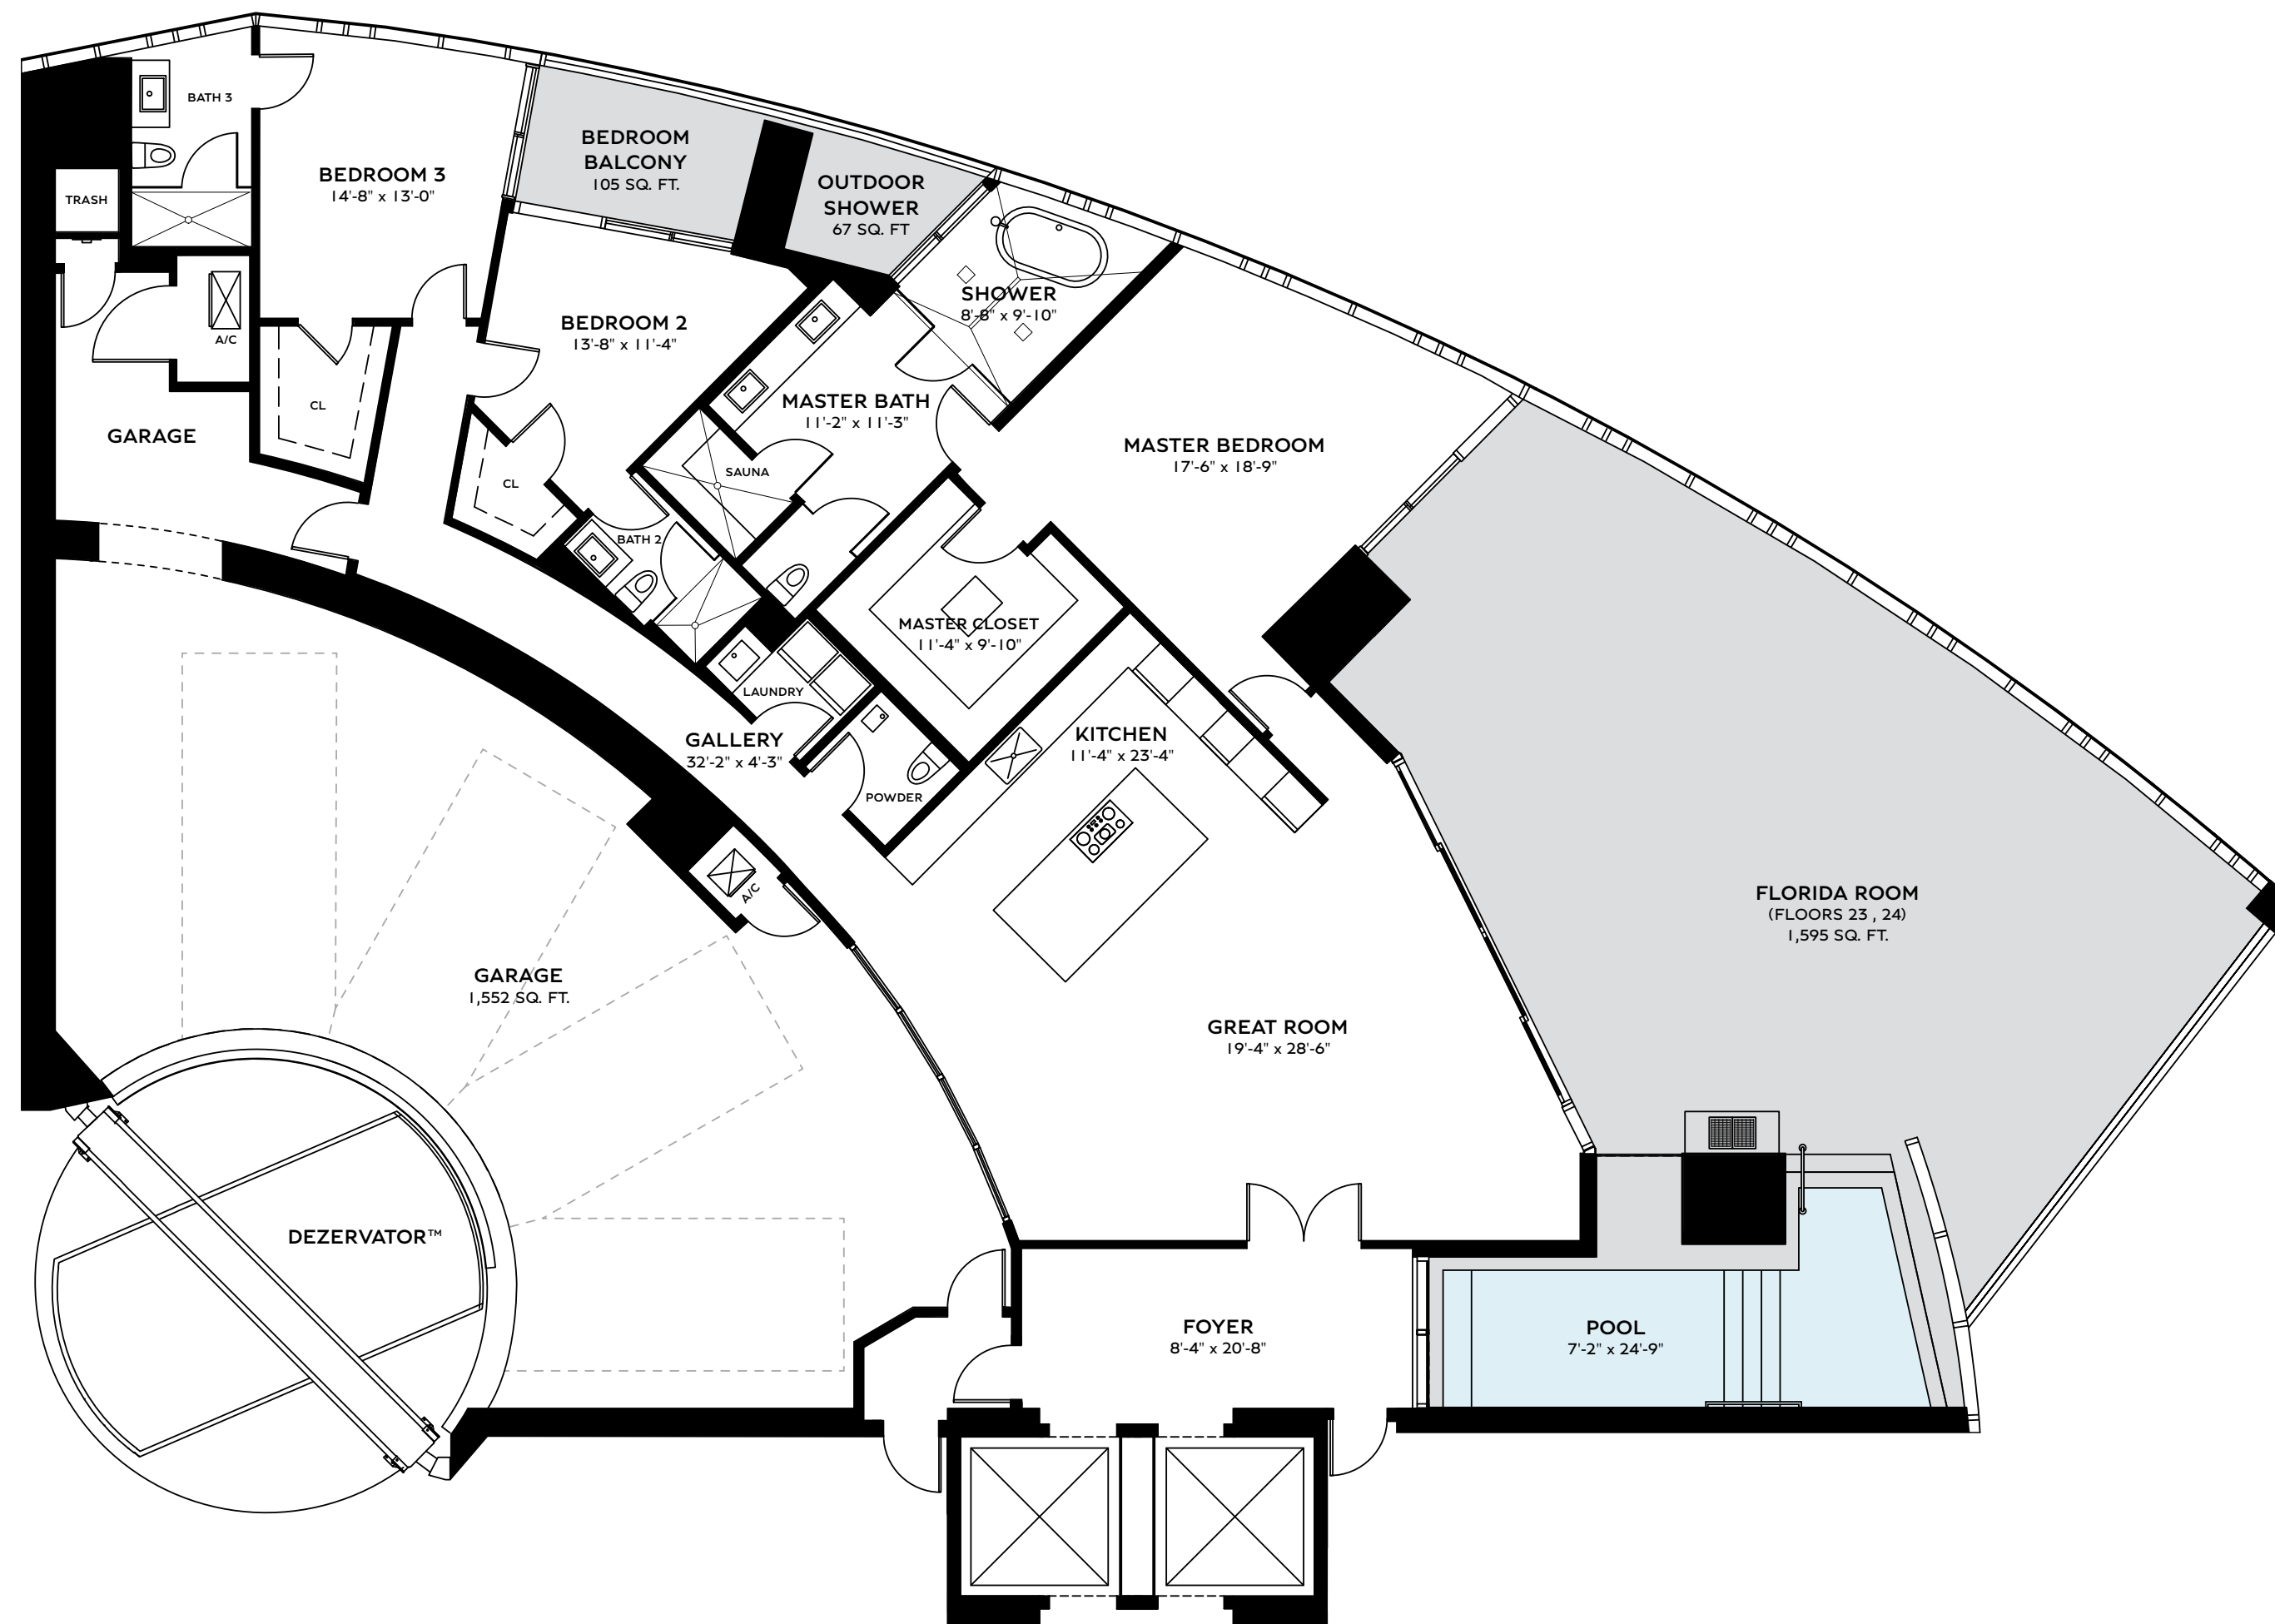 BATH 3
BEDROOM 3
14'-8" x 13'-0"
BEDROOM
BALCONY
105 SQ. FT.
OUTDOOR
SHOWER
67 SQ. FT
TRASH
A/C
SHOWER
8'-8" x 9'-10"
BEDROOM 2
13'-8" x 11'-4"
CL
MASTER BATH
11'-2" x 11'-3"
GARAGE
MASTER BEDROOM
17'-6" x 18'-9"
SAUNA
CL
BATH 2
MASTER CLOSET
11'-4" x 9'-10"
LAUNDRY
GALLERY
32'-2" x 4'-3"
KITCHEN
11'-4" x 23'-4"
POWDER
A/C
FLORIDA ROOM
(FLOORS 23 , 24)
1,595 SQ. FT.
GARAGE
1,552 SQ. FT.
GREAT ROOM
19'-4" x 28'-6"
DEZERVATOR™
FOYER
8'-4" x 20'-8"
POOL
7'-2" x 24'-9"